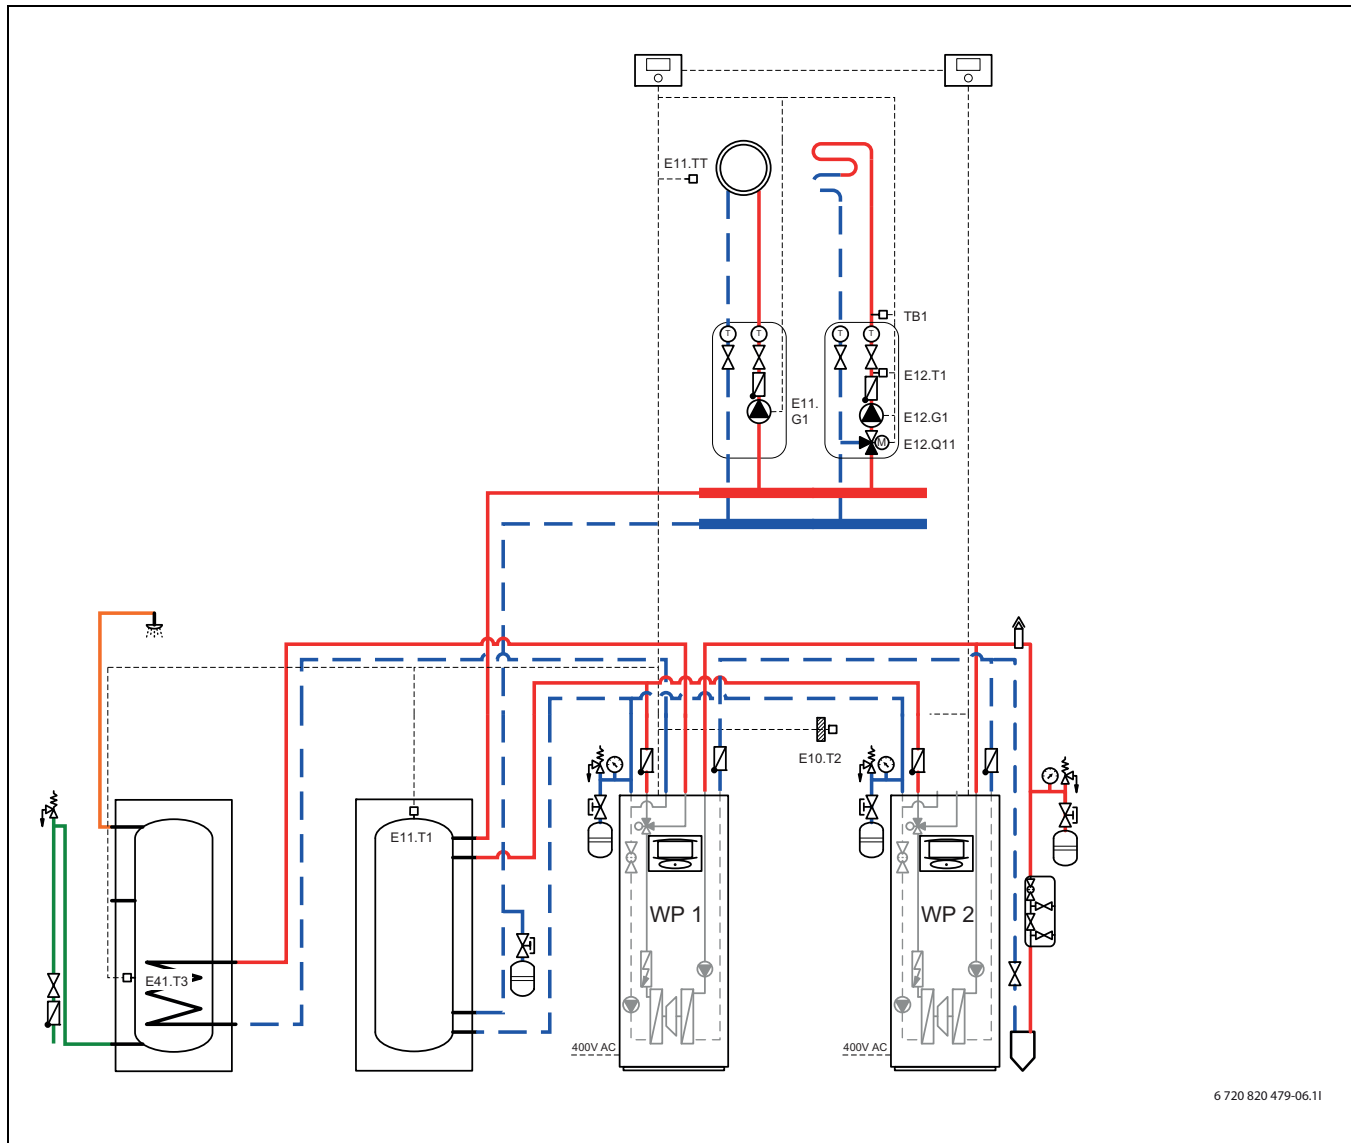 E11.TT
TB1
T
T
T
T
E12.T1
E11.
G1
E12.G1
M
E12.Q11
E10.T2
E11.T1
WP 1
WP 2
E41.T3
400V AC
400V AC
6 720 820 479-06.1I